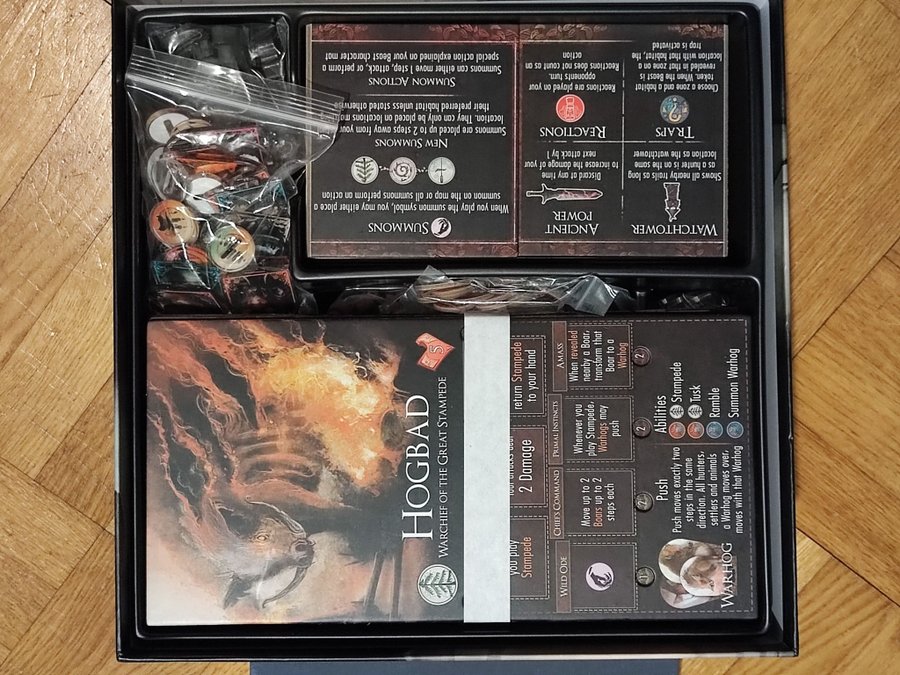 WATCHTOWER
Shows all nearby trails as long
as a hunter is on the same
location as the watchtower
ANCIENT
POWER
Discard at any time
to increase the damage of your
next attack by 1
TRAPS
Choose a zone and a habitat
token. When the Beast is
revealed in that zone on a
location with that habitat, the
trap is activated
REACTIONS
Reactions are played on your
opponents turn.
Reactions does not count as an
action
SUMMONS
When you play the summon symbol, you may either place a
summon on the map or all summons perform an action
NEW SUMMONS
Summons are placed up to 2 steps away from your
location. They can only be placed on locations
their preferred habitat unless stated otherwise
SUMMON ACTIONS
Summons can either move 1 step, attack, or perform a
special action explained on your Beast character mat
HOGBAD
WARCHIEF OF THE GREAT STAMPEDE
5
you play
Stampede
2 Damage
return Stampede
to your hand
WILD ODE
CHIEFS COMMAND
Move up to 2
Boars up to 2
steps each
PRIMAL INSTINCTS
Whenever you
play Stampede,
Warhogs may
push
AMASS
When revealed
nearby a Boar,
transform that
Boar to a
Warhog
2
2
2
WARHOG
Push
Push moves exactly two
steps in the same
direction. All hunters,
settlers and animals
a Warhog moves over,
moves with that Warhog
Abilities
Stampede
Tusk
Ramble
Summon Warhog